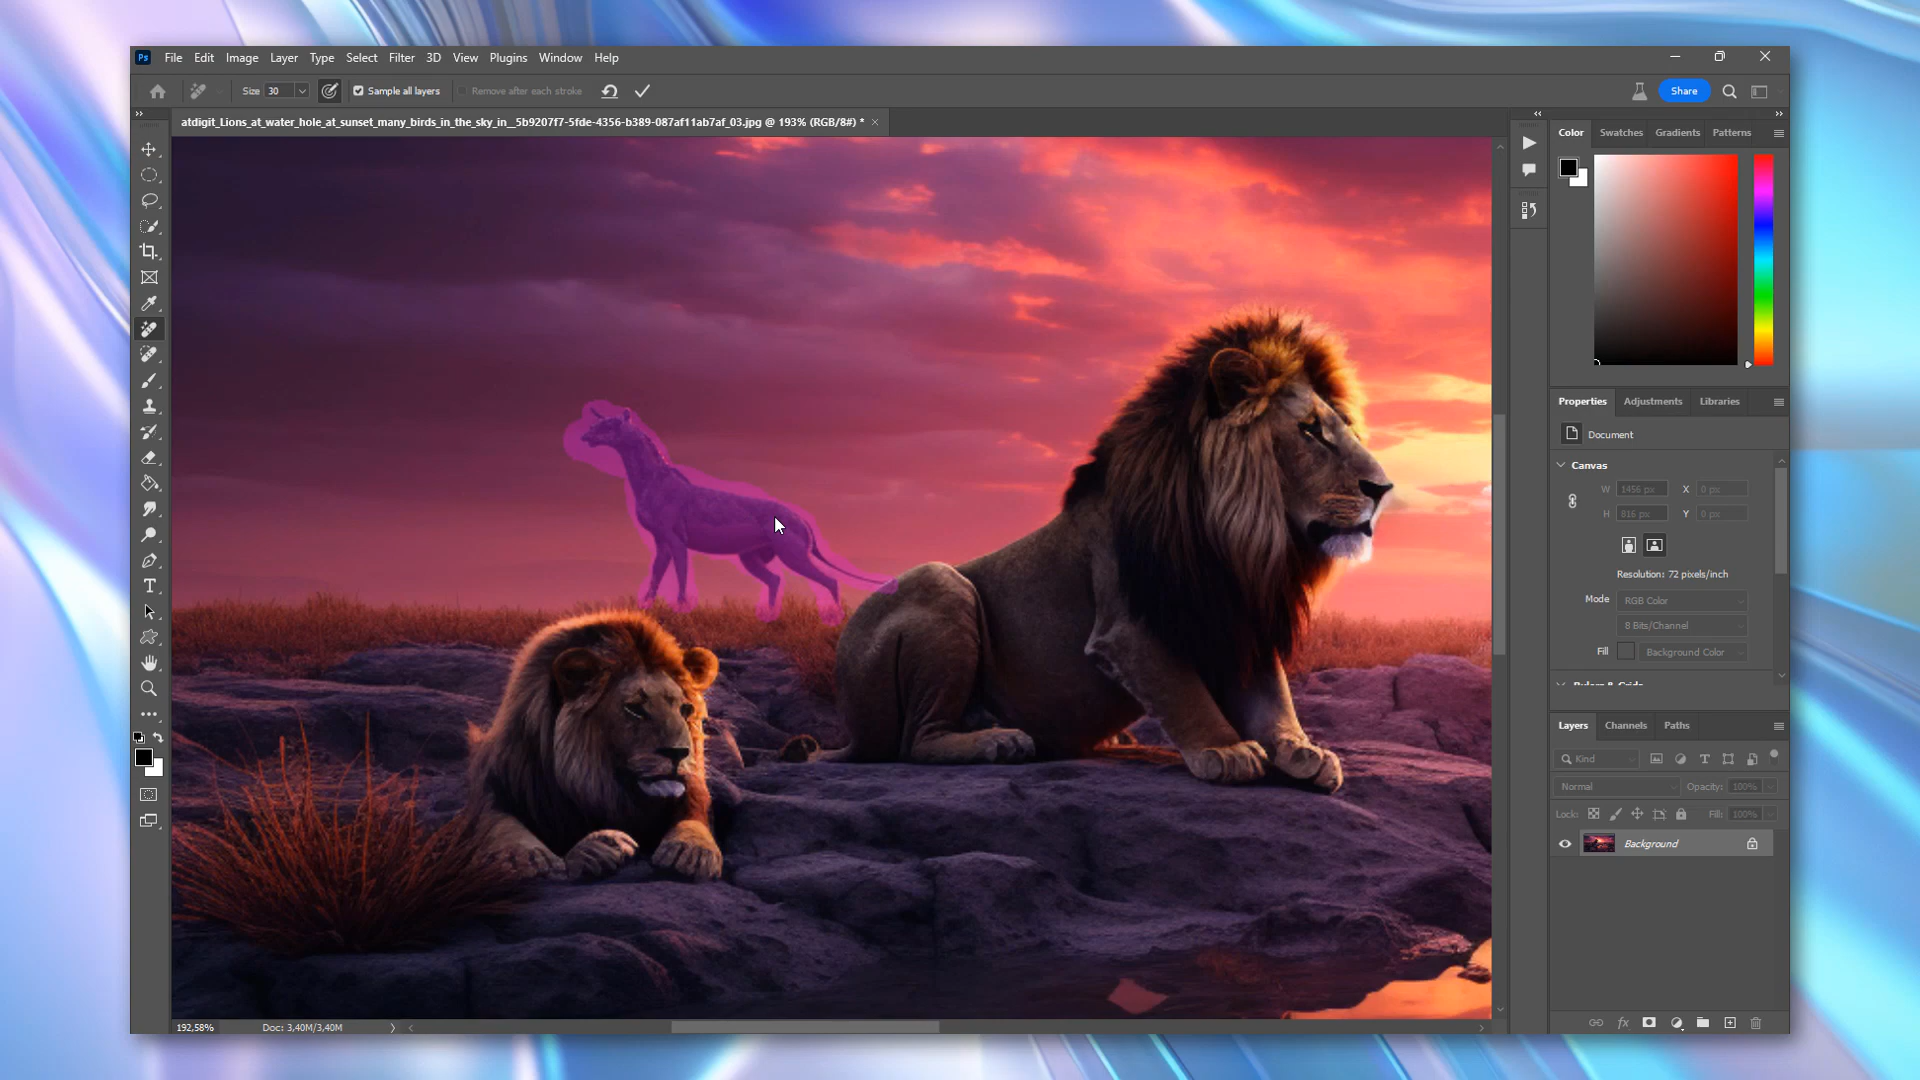 Ps File Edit Image Layer Type Select Filter 3D View Plugins Window Help
Size 30 Sample all layers Remove after each stroke Share
atdigit_Lions_at_water_hole_at_sunset_many_birds_in_the_sky_in__5b9207f7-5fde-4356-b389-087af11ab7af_03.jpg @ 193% (RGB/8#) *
Color Swatches Gradients Patterns
Properties Adjustments Libraries
Document
Canvas
W 1456 px X 0 px
H 816 px Y 0 px
Resolution: 72 pixels/inch
Mode RGB Color
8 Bits/Channel
Fill Background Color
Rulers & Grids
Layers Channels Paths
Kind
Normal Opacity: 100%
Lock: Fill: 100%
Background
fx
192,58% Doc: 3,40M/3,40M